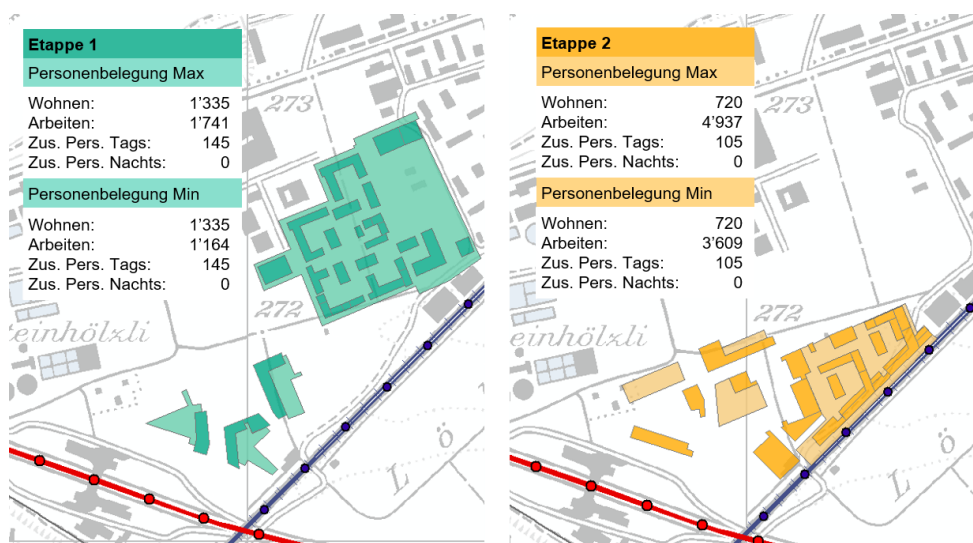 Etappe 1
Personenbelegung Max
Wohnen: 1'335
Arbeiten: 1'741
Zus. Pers. Tags: 145
Zus. Pers. Nachts: 0
Personenbelegung Min
Wohnen: 1'335
Arbeiten: 1'164
Zus. Pers. Tags: 145
Zus. Pers. Nachts: 0
273
272
einhölzli
L ö
Etappe 2
Personenbelegung Max
Wohnen: 720
Arbeiten: 4'937
Zus. Pers. Tags: 105
Zus. Pers. Nachts: 0
Personenbelegung Min
Wohnen: 720
Arbeiten: 3'609
Zus. Pers. Tags: 105
Zus. Pers. Nachts: 0
273
272
einhölzli
L ö